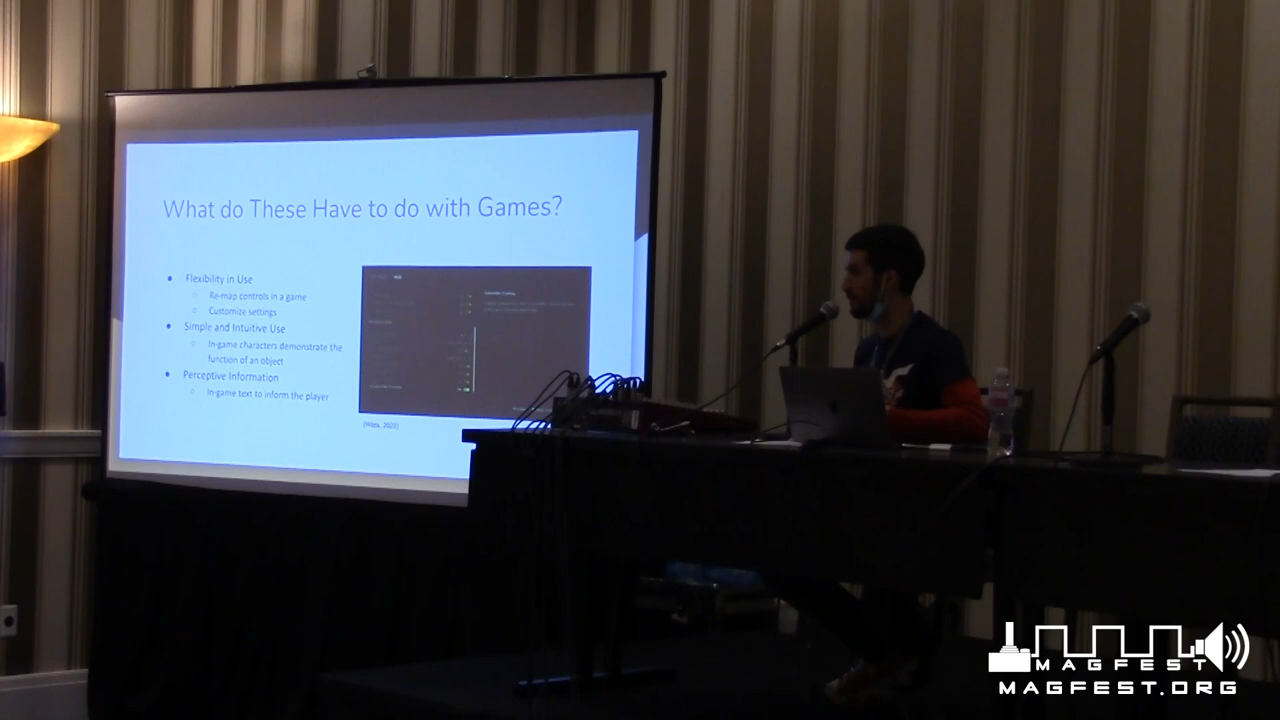 What do These Have to do with Games?
● Flexibility in Use
○ Re-map controls in a game
○ Customize settings
● Simple and Intuitive Use
○ In-game characters demonstrate the
function of an object
● Perceptive Information
○ In-game text to inform the player
MAGFEST
MAGFEST.ORG